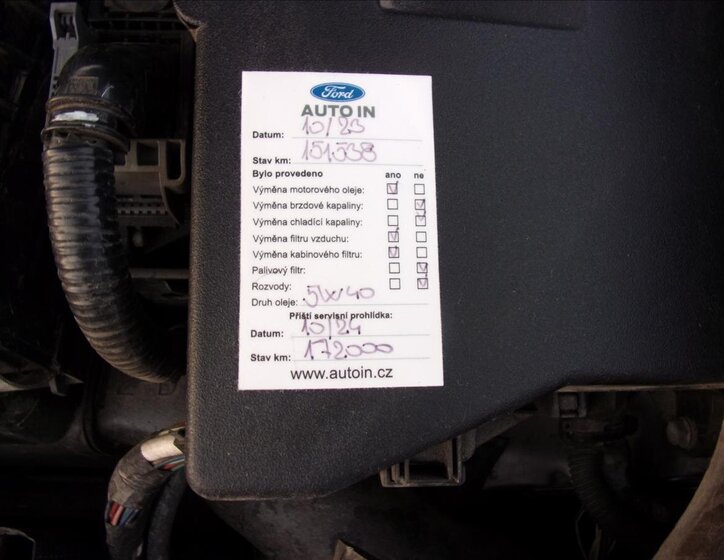 Ford
AUTO IN
Datum: 10/23
Stav km: 151538
Bylo provedeno ano ne
Výměna motorového oleje:
Výměna brzdové kapaliny:
Výměna chladící kapaliny:
Výměna filtru vzduchu:
Výměna kabinového filtru:
Palivový filtr:
Rozvody:
Druh oleje: 5W40
Příští servisní prohlídka:
Datum: 10/24
Stav km: 172000
www.autoin.cz